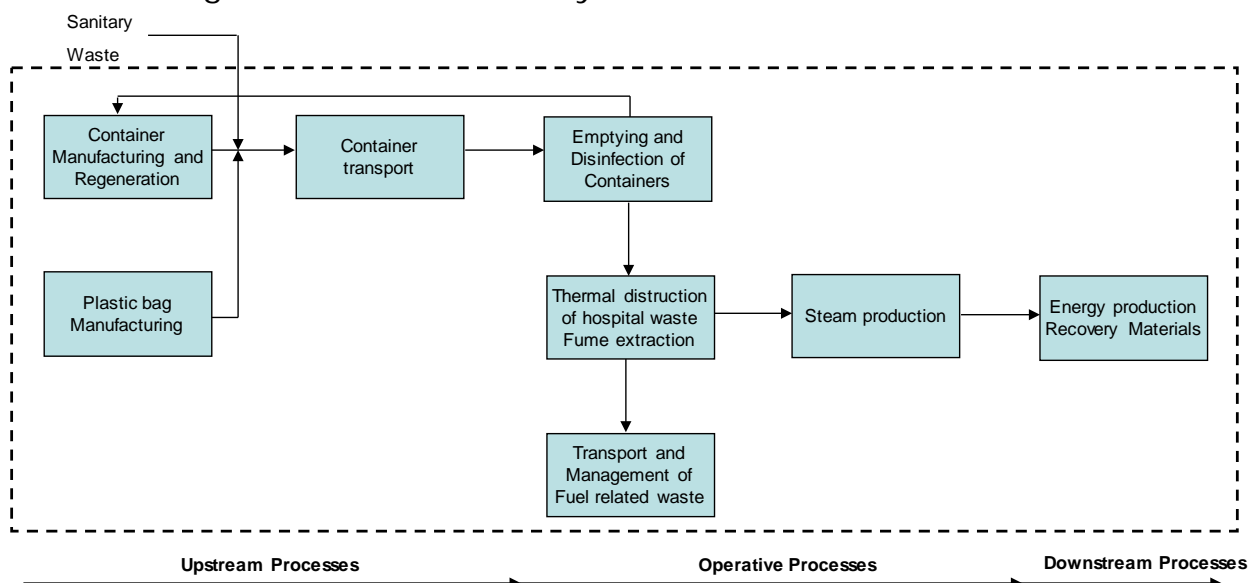 Sanitary
Waste
Container
Manufacturing and
Regeneration
Container
transport
Emptying and
Disinfection of
Containers
Plastic bag
Manufacturing
Thermal distruction
of hospital waste
Fume extraction
Steam production
Energy production
Recovery Materials
Transport and
Management of
Fuel related waste
Upstream Processes
Operative Processes
Downstream Processes